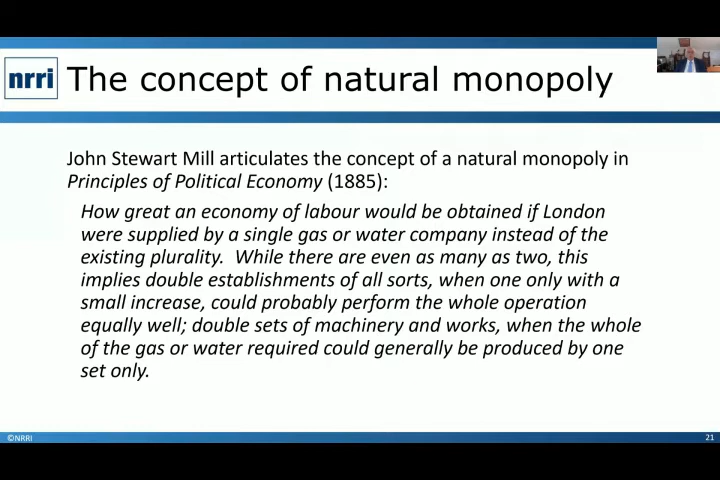 nrri The concept of natural monopoly
John Stewart Mill articulates the concept of a natural monopoly in
Principles of Political Economy (1885):
How great an economy of labour would be obtained if London
were supplied by a single gas or water company instead of the
existing plurality.  While there are even as many as two, this
implies double establishments of all sorts, when one only with a
small increase, could probably perform the whole operation
equally well; double sets of machinery and works, when the whole
of the gas or water required could generally be produced by one
set only.
©NRRI 21